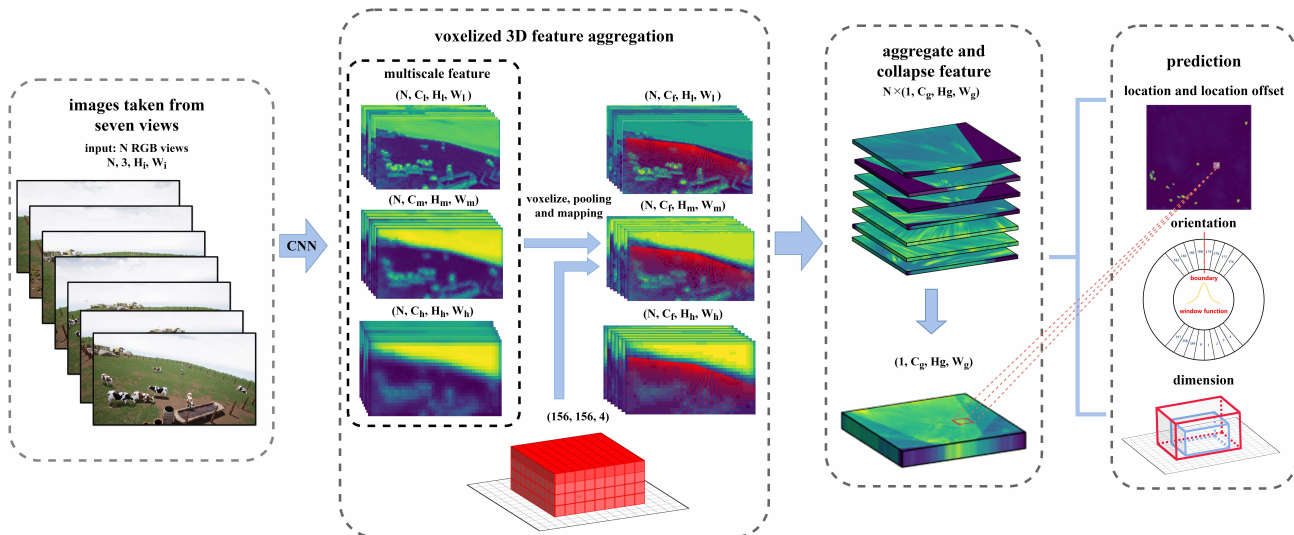 images taken from
seven views
input: N RGB views
N, 3, Hi, Wi
CNN
voxelized 3D feature aggregation
multiscale feature
(N, Cl, Hl, Wl )
(N, Cm, Hm, Wm)
(N, Ch, Hh, Wh)
voxelize, pooling
and mapping
(N, Cf, Hl, Wl)
(N, Cf, Hm, Wm)
(N, Cf, Hh, Wh)
(156, 156, 4)
aggregate and
collapse feature
N×(1, Cg, Hg, Wg)
(1, Cg, Hg, Wg)
prediction
location and location offset
orientation
boundary
window function
dimension